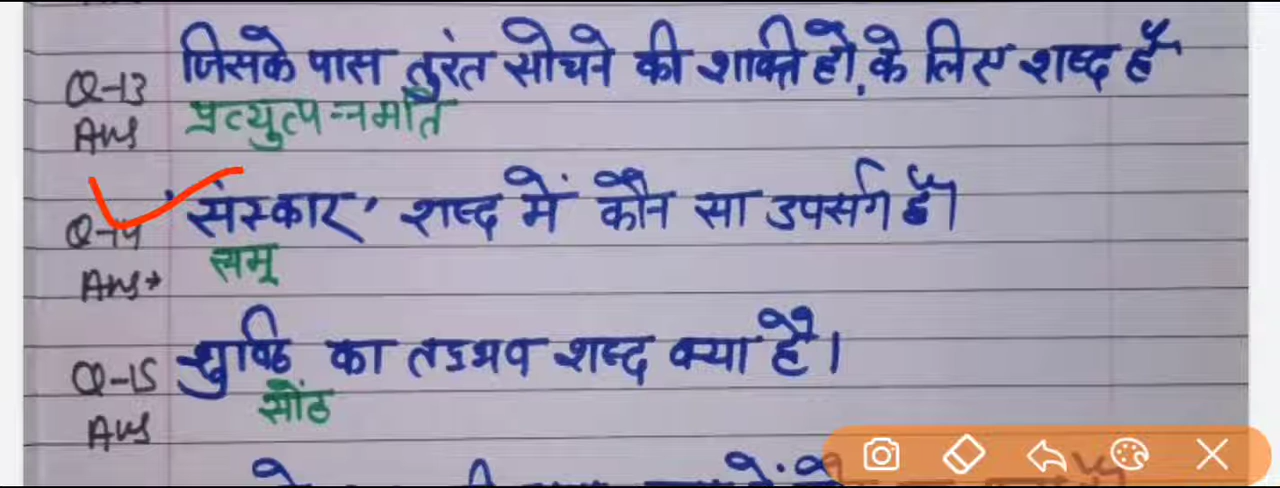 Q-13 जिसके पास तुरंत सोचने की शक्ति हो, के लिए शब्द है
Ans प्रत्युत्पन्नमति
Q-14 'संस्कार' शब्द में कौन सा उपसर्ग है।
Ans→ सम्
Q-15 शुण्ठि का तद्भव शब्द क्या है।
Ans सोंठ